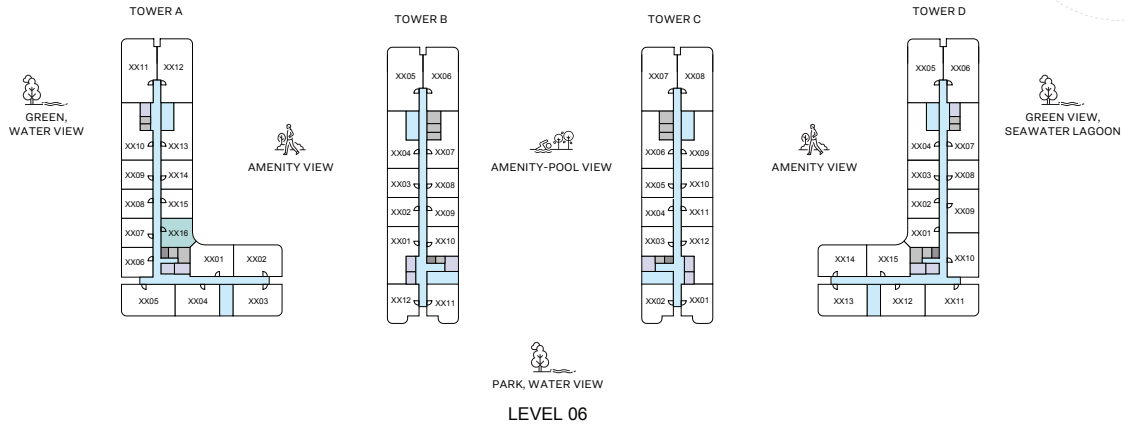 TOWER A
TOWER B
TOWER C
TOWER D
XX11
XX12
XX10
XX13
XX09
XX14
XX08
XX15
XX07
XX16
XX06
XX01
XX02
XX05
XX04
XX03
XX05
XX06
XX04
XX07
XX03
XX08
XX02
XX09
XX01
XX10
XX12
XX11
XX07
XX08
XX06
XX09
XX05
XX10
XX04
XX11
XX03
XX12
XX02
XX01
XX05
XX06
XX04
XX07
XX03
XX02
XX09
XX01
XX14
XX15
XX10
XX13
XX12
XX11
GREEN,
WATER VIEW
AMENITY VIEW
AMENITY-POOL VIEW
AMENITY VIEW
GREEN VIEW,
SEAWATER LAGOON
PARK, WATER VIEW
LEVEL 06